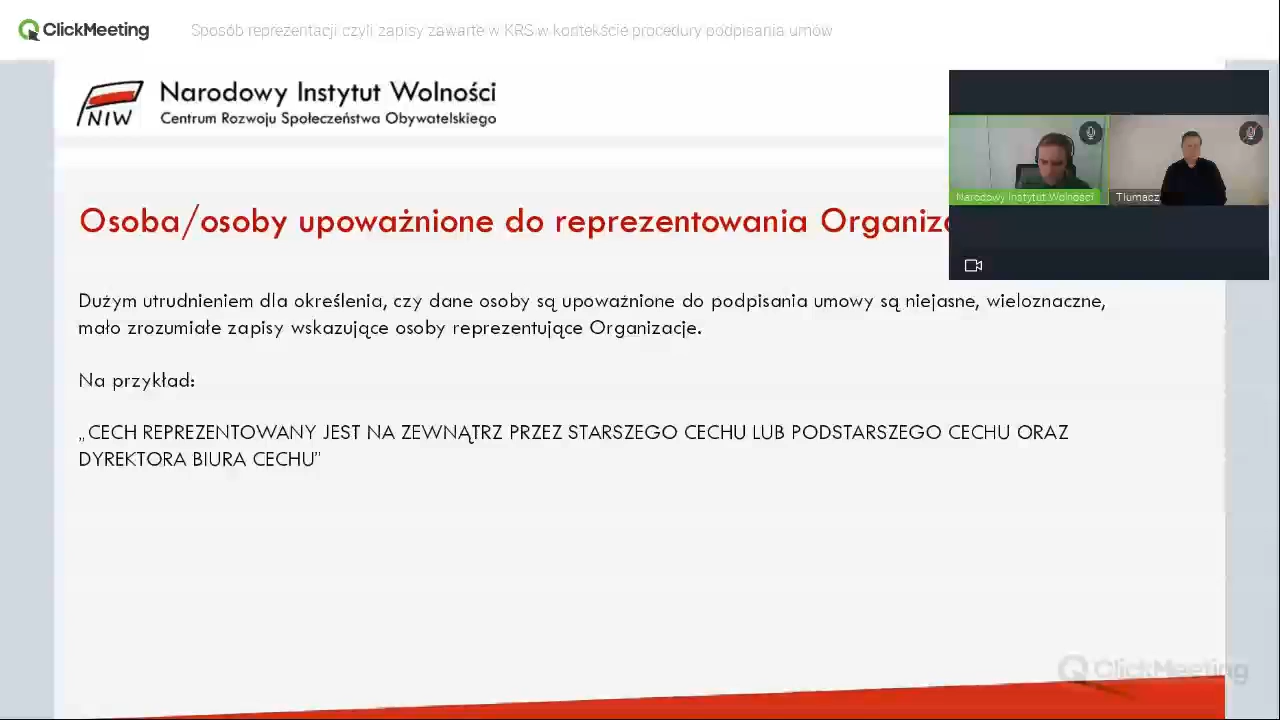 ClickMeeting
Sposób reprezentacji czyli zapisy zawarte w KRS w kontekście procedury podpisania umów
NIW
Narodowy Instytut Wolności
Centrum Rozwoju Społeczeństwa Obywatelskiego
Narodowy Instytut Wolności
Tłumacz
Osoba/osoby upoważnione do reprezentowania Organiz
Dużym utrudnieniem dla określenia, czy dane osoby są upoważnione do podpisania umowy są niejasne, wieloznaczne,
mało zrozumiałe zapisy wskazujące osoby reprezentujące Organizacje.
Na przykład:
„CECH REPREZENTOWANY JEST NA ZEWNĄTRZ PRZEZ STARSZEGO CECHU LUB PODSTARSZEGO CECHU ORAZ
DYREKTORA BIURA CECHU”
ClickMeeting